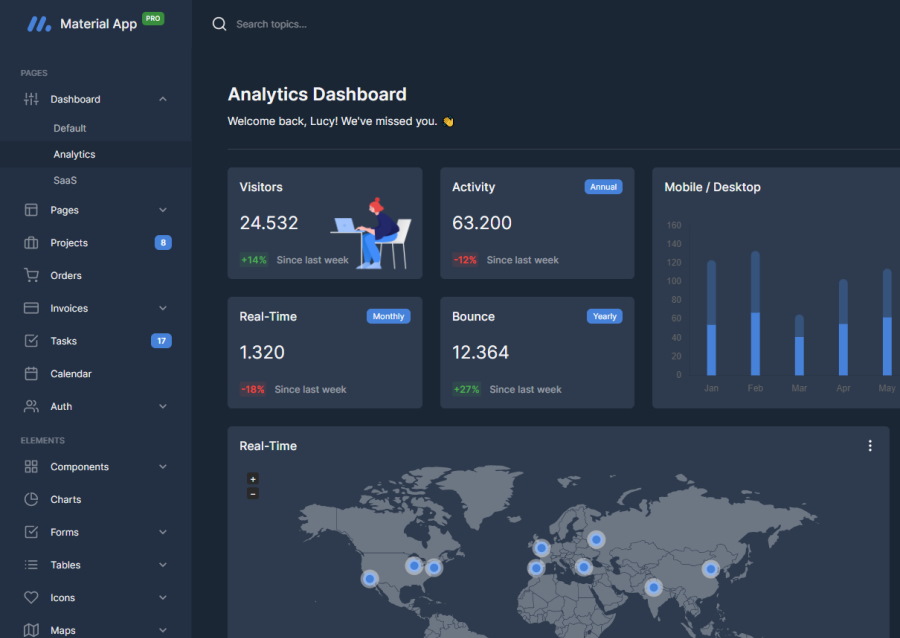 Material App PRO
Search topics...
PAGES
Dashboard
Default
Analytics
SaaS
Pages
Projects 8
Orders
Invoices
Tasks 17
Calendar
Auth
ELEMENTS
Components
Charts
Forms
Tables
Icons
Maps
Analytics Dashboard
Welcome back, Lucy! We've missed you. 👋
Visitors
24.532
+14% Since last week
Activity Annual
63.200
-12% Since last week
Real-Time Monthly
1.320
-18% Since last week
Bounce Yearly
12.364
+27% Since last week
Mobile / Desktop
160
140
120
100
80
60
40
20
0
Jan Feb Mar Apr May
Real-Time
+
−